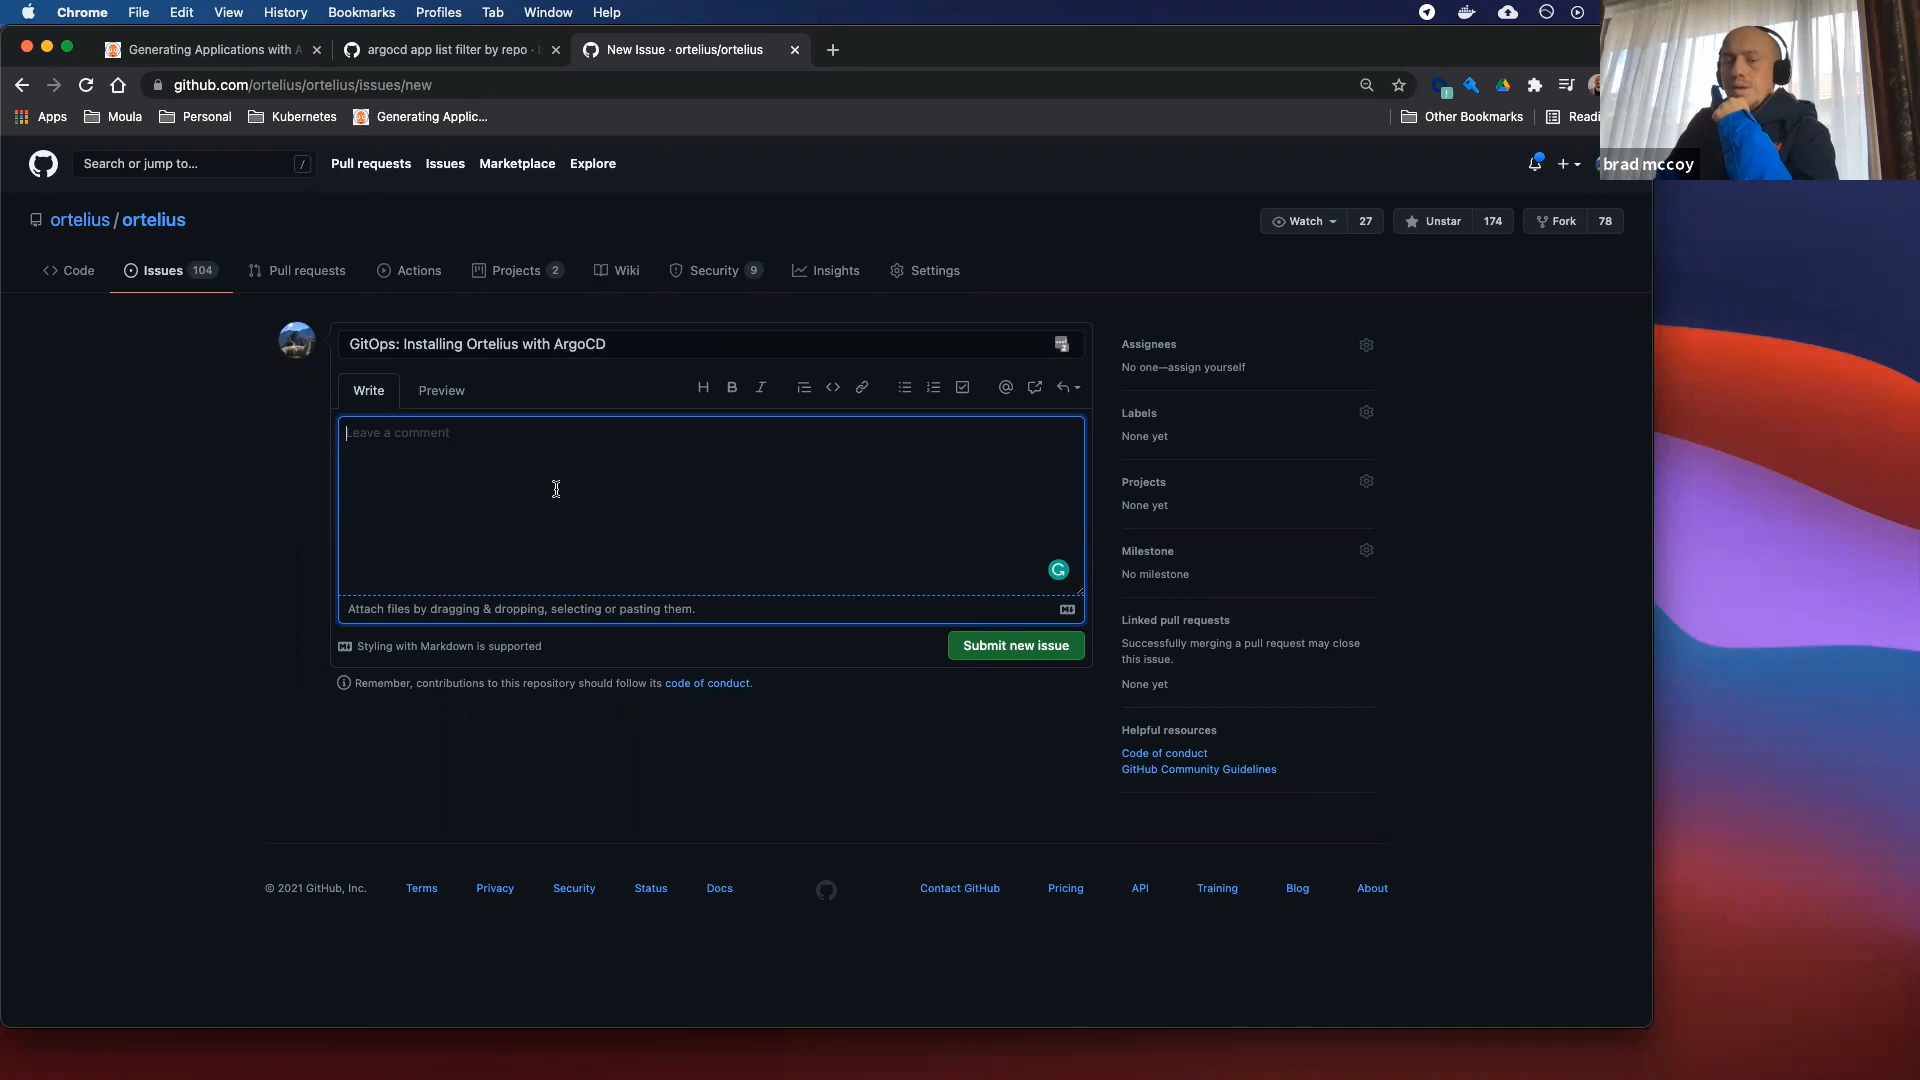 Chrome File Edit View History Bookmarks Profiles Tab Window Help
Generating Applications with A
argocd app list filter by repo ·
New Issue · ortelius/ortelius
github.com/ortelius/ortelius/issues/new
Apps Moula Personal Kubernetes Generating Applic... Other Bookmarks
brad mccoy
Search or jump to... /
Pull requests Issues Marketplace Explore
ortelius / ortelius
Watch 27 Unstar 174 Fork 78
Code Issues 104 Pull requests Actions Projects 2 Wiki Security 9 Insights Settings
GitOps: Installing Ortelius with ArgoCD
Write Preview
Leave a comment
Attach files by dragging & dropping, selecting or pasting them.
Styling with Markdown is supported
Submit new issue
Remember, contributions to this repository should follow its code of conduct.
Assignees
No one—assign yourself
Labels
None yet
Projects
None yet
Milestone
No milestone
Linked pull requests
Successfully merging a pull request may close
this issue.
None yet
Helpful resources
Code of conduct
GitHub Community Guidelines
© 2021 GitHub, Inc. Terms Privacy Security Status Docs Contact GitHub Pricing API Training Blog About